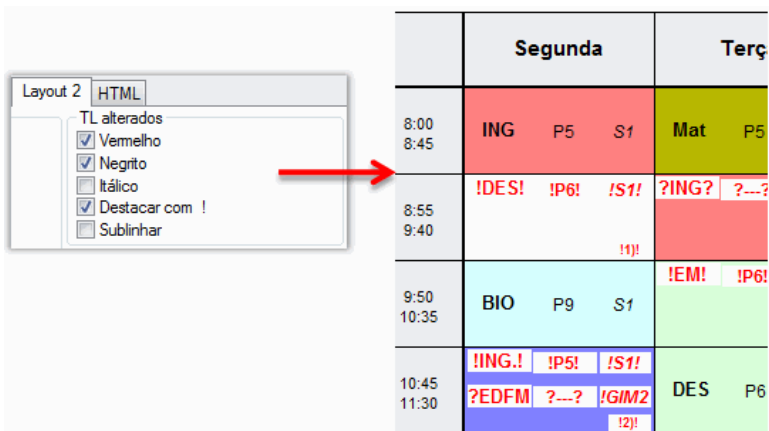 Layout 2 HTML
TL alterados
Vermelho
Negrito
Itálico
Destacar com !
Sublinhar
Segunda Terç
8:00
8:45
ING P5 S1 Mat P5
8:55
9:40
!DES! !P6! !S1! ?ING? ?---?
!1)!
9:50
10:35
BIO P9 S1 !EM! !P6!
10:45
11:30
!ING.! !P5! !S1!
?EDFM ?---? !GIM2
!2)!
DES P6